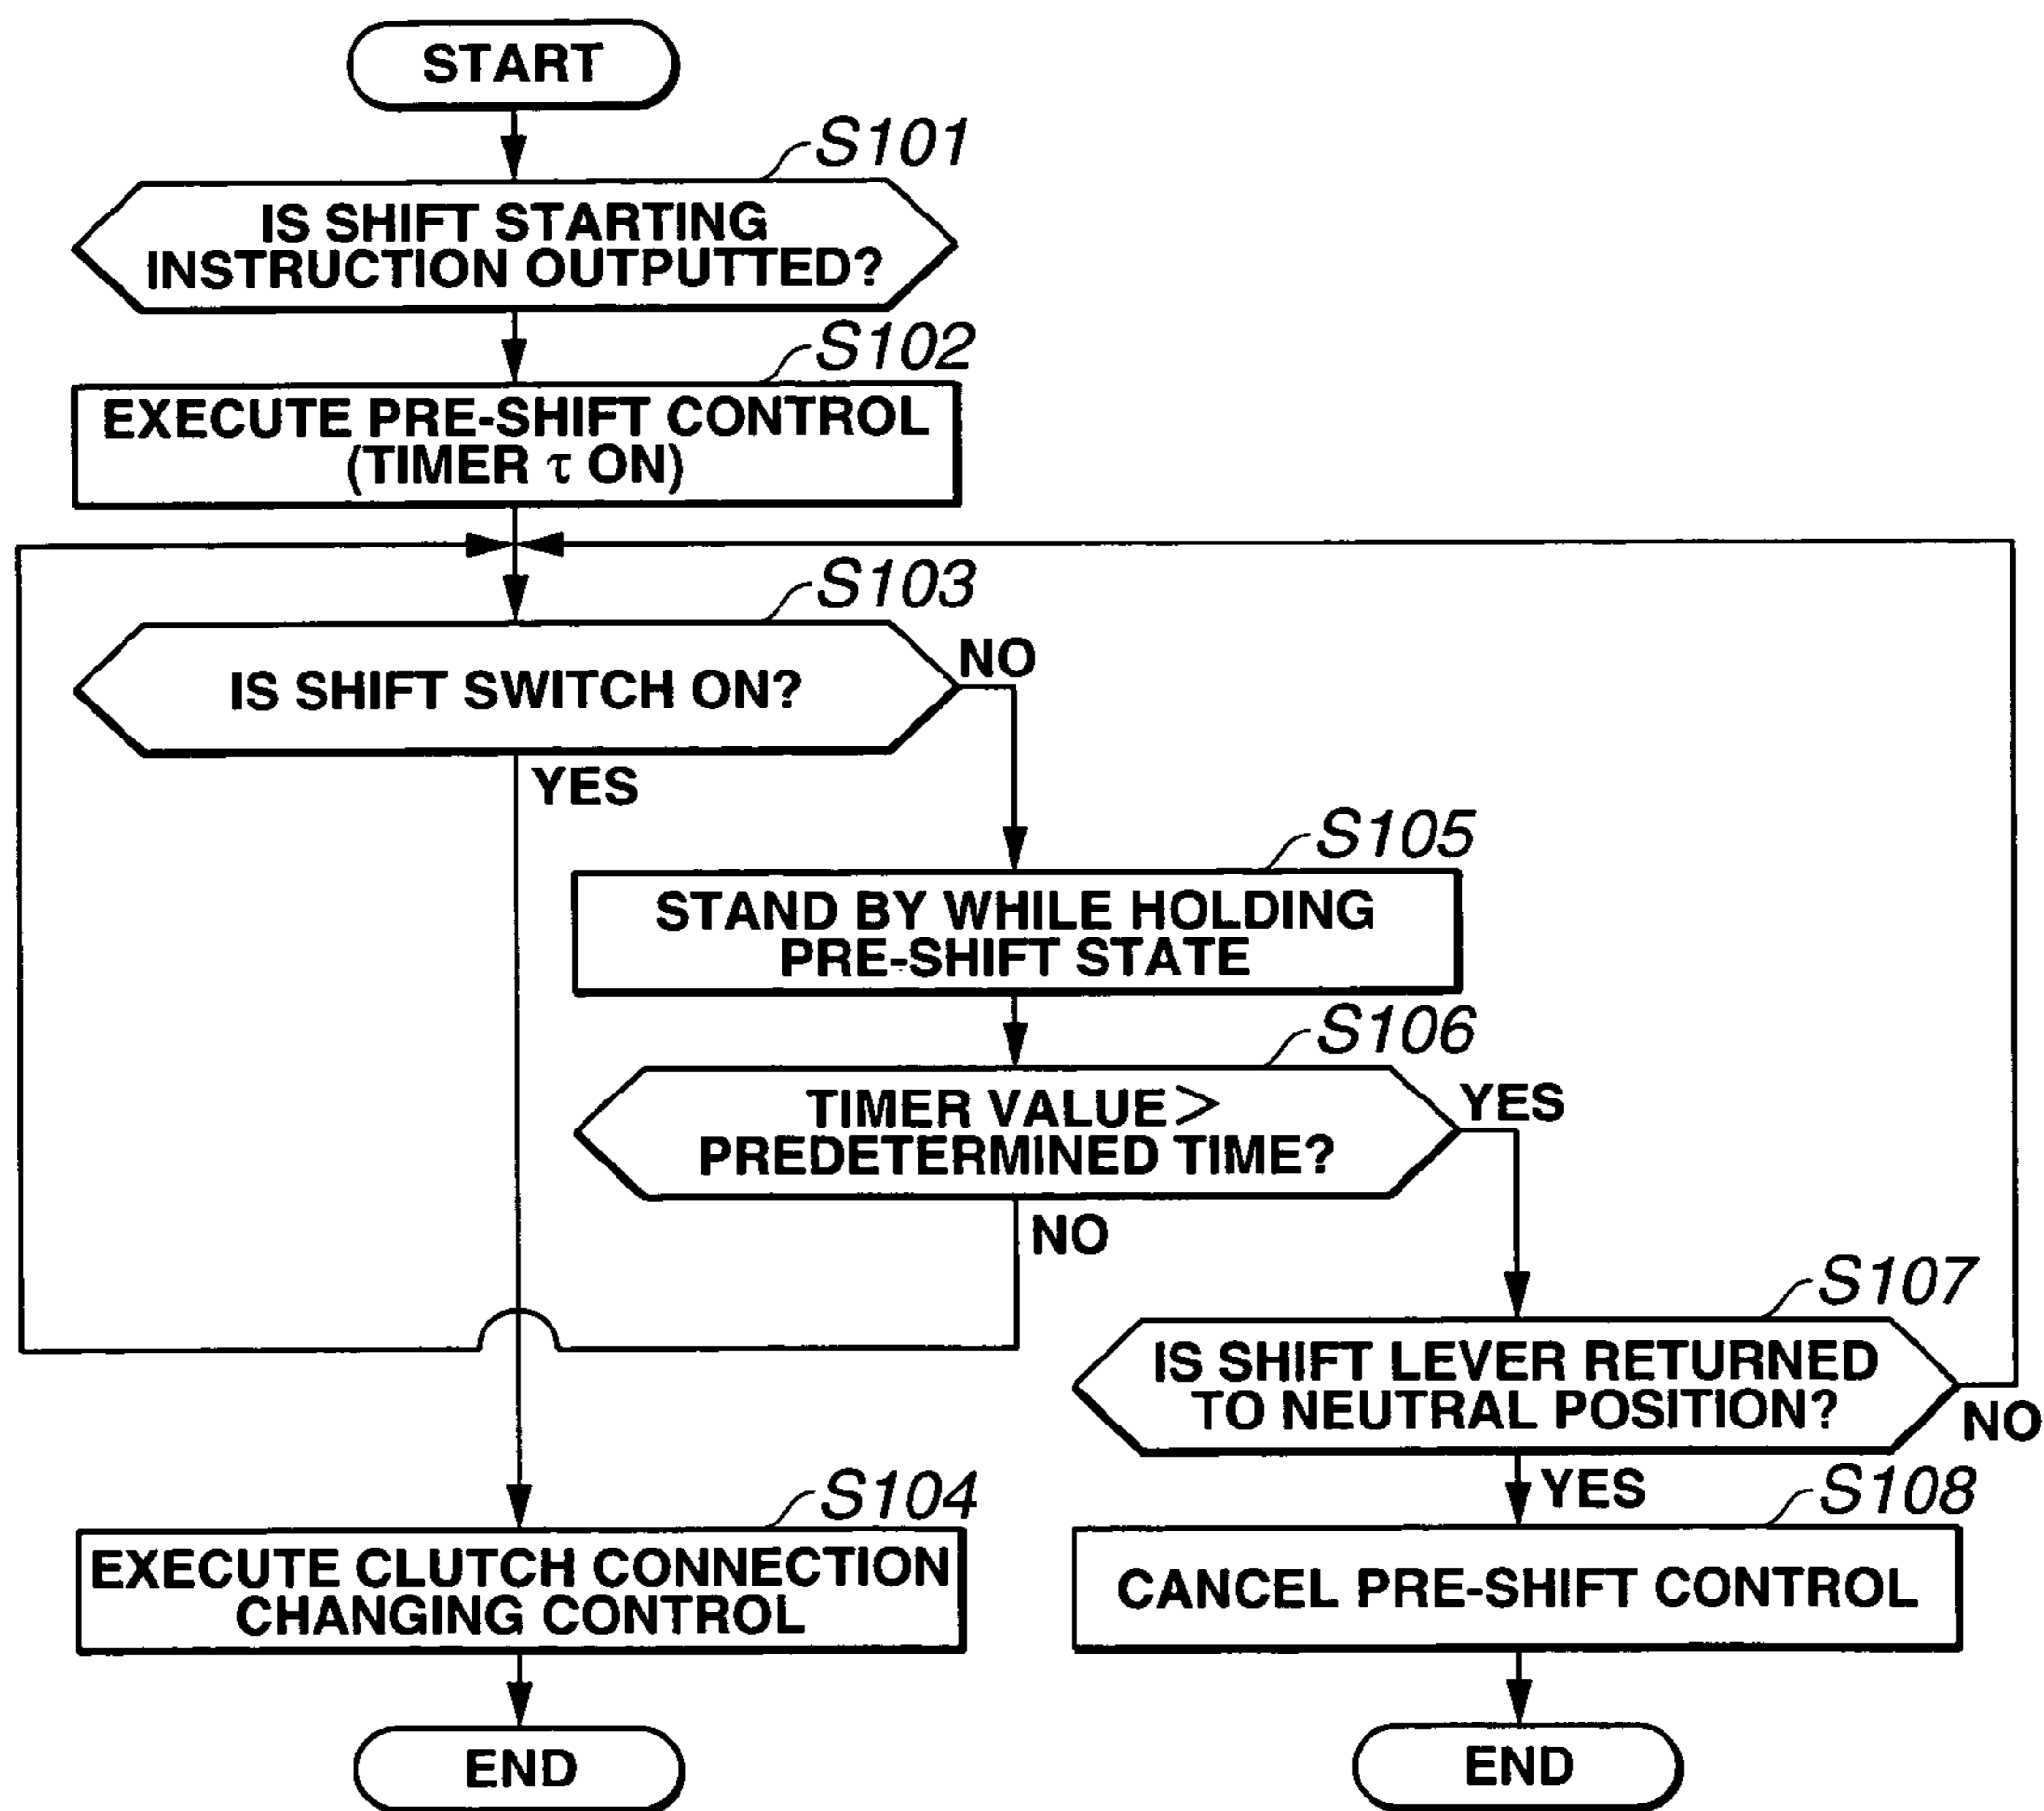 START
S101
IS SHIFT STARTING
INSTRUCTION OUTPUTTED?
S102
EXECUTE PRE-SHIFT CONTROL
(TIMER τ ON)
S103
IS SHIFT SWITCH ON?
NO
YES
S105
STAND BY WHILE HOLDING
PRE-SHIFT STATE
S106
TIMER VALUE >
PREDETERMINED TIME?
YES
NO
S107
IS SHIFT LEVER RETURNED
TO NEUTRAL POSITION?
NO
YES
S104
EXECUTE CLUTCH CONNECTION
CHANGING CONTROL
S108
CANCEL PRE-SHIFT CONTROL
END
END